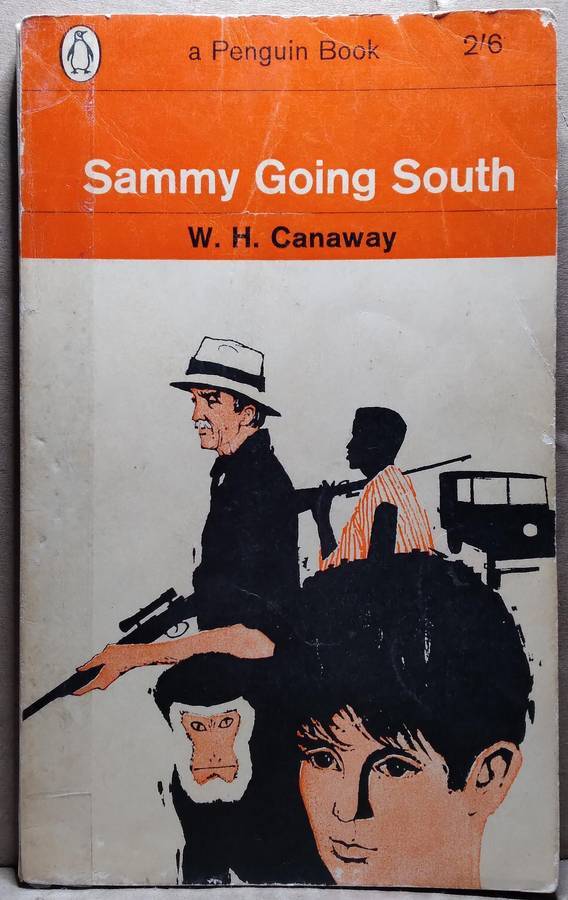 a Penguin Book 2/6
Sammy Going South
W. H. Canaway